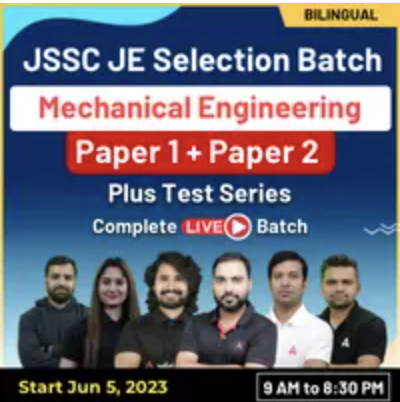 BILINGUAL
JSSC JE Selection Batch
Mechanical Engineering
Paper 1 + Paper 2
Plus Test Series
Complete LIVE Batch
Start Jun 5, 2023
9 AM to 8:30 PM